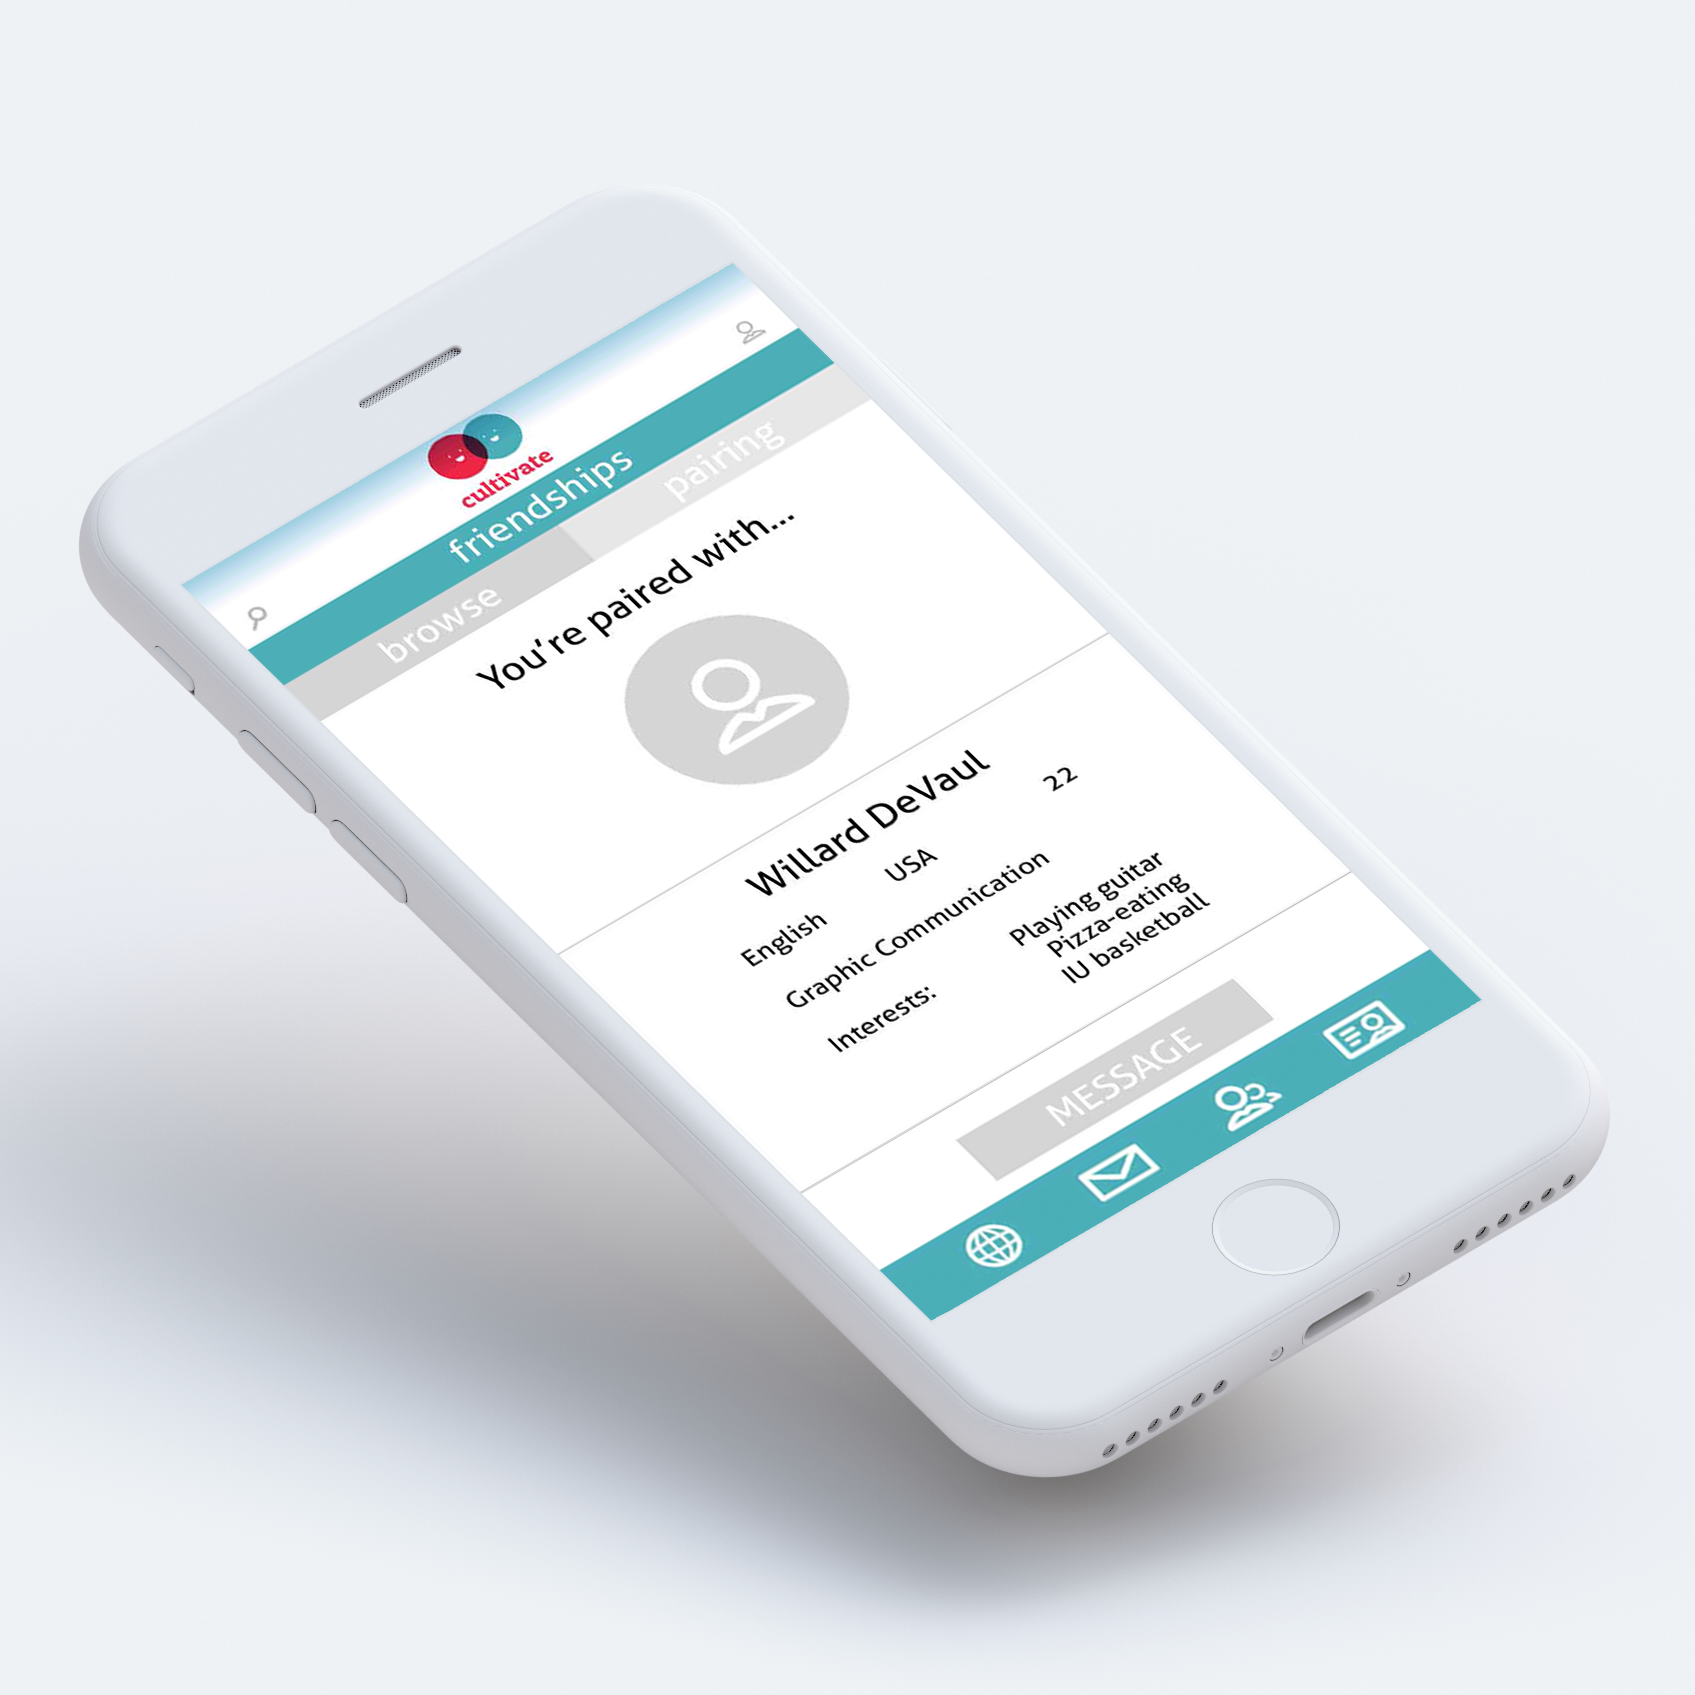 cultivate
friendships
browse pairing
You're paired with...
Willard DeVaul
English USA 22
Graphic Communication
Interests: Playing guitar
Pizza-eating
IU basketball
MESSAGE